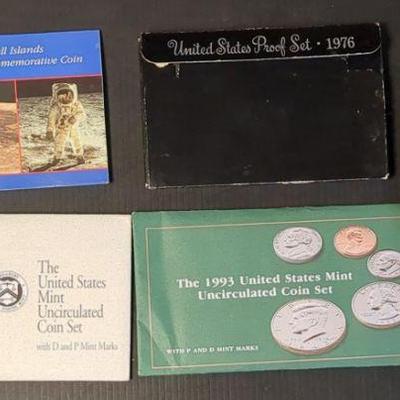 ll Islands
memorative Coin
United States Proof Set · 1976
The
United States
Mint
Uncirculated
Coin Set
with D and P Mint Marks
The 1993 United States Mint
Uncirculated Coin Set
WITH P AND D MINT MARKS